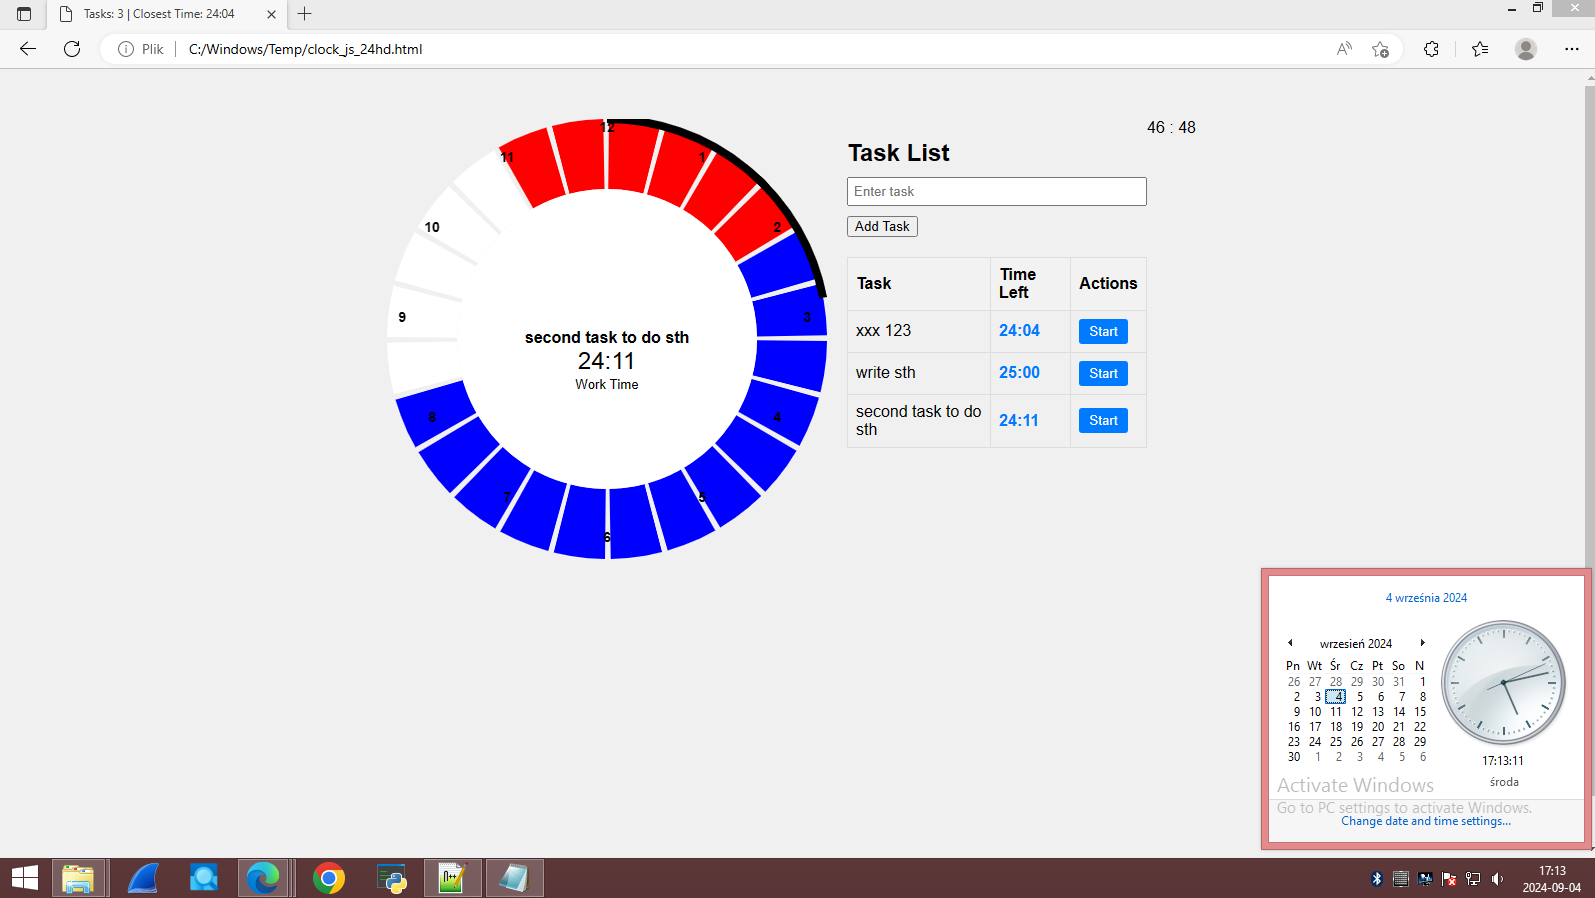 Tasks: 3 | Closest Time: 24:04
Plik
C:/Windows/Temp/clock_js_24hd.html
12
1
2
3
4
5
6
7
8
9
10
11
second task to do sth
24:11
Work Time
46 : 48
Task List
Enter task
Add Task
Task Time Left Actions
xxx 123 24:04 Start
write sth 25:00 Start
second task to do sth 24:11 Start
4 września 2024
wrzesień 2024
Pn Wt Śr Cz Pt So N
26 27 28 29 30 31 1
2 3 4 5 6 7 8
9 10 11 12 13 14 15
16 17 18 19 20 21 22
23 24 25 26 27 28 29
30 1 2 3 4 5 6
17:13:11
środa
Activate Windows
Go to PC settings to activate Windows.
Change date and time settings...
17:13
2024-09-04